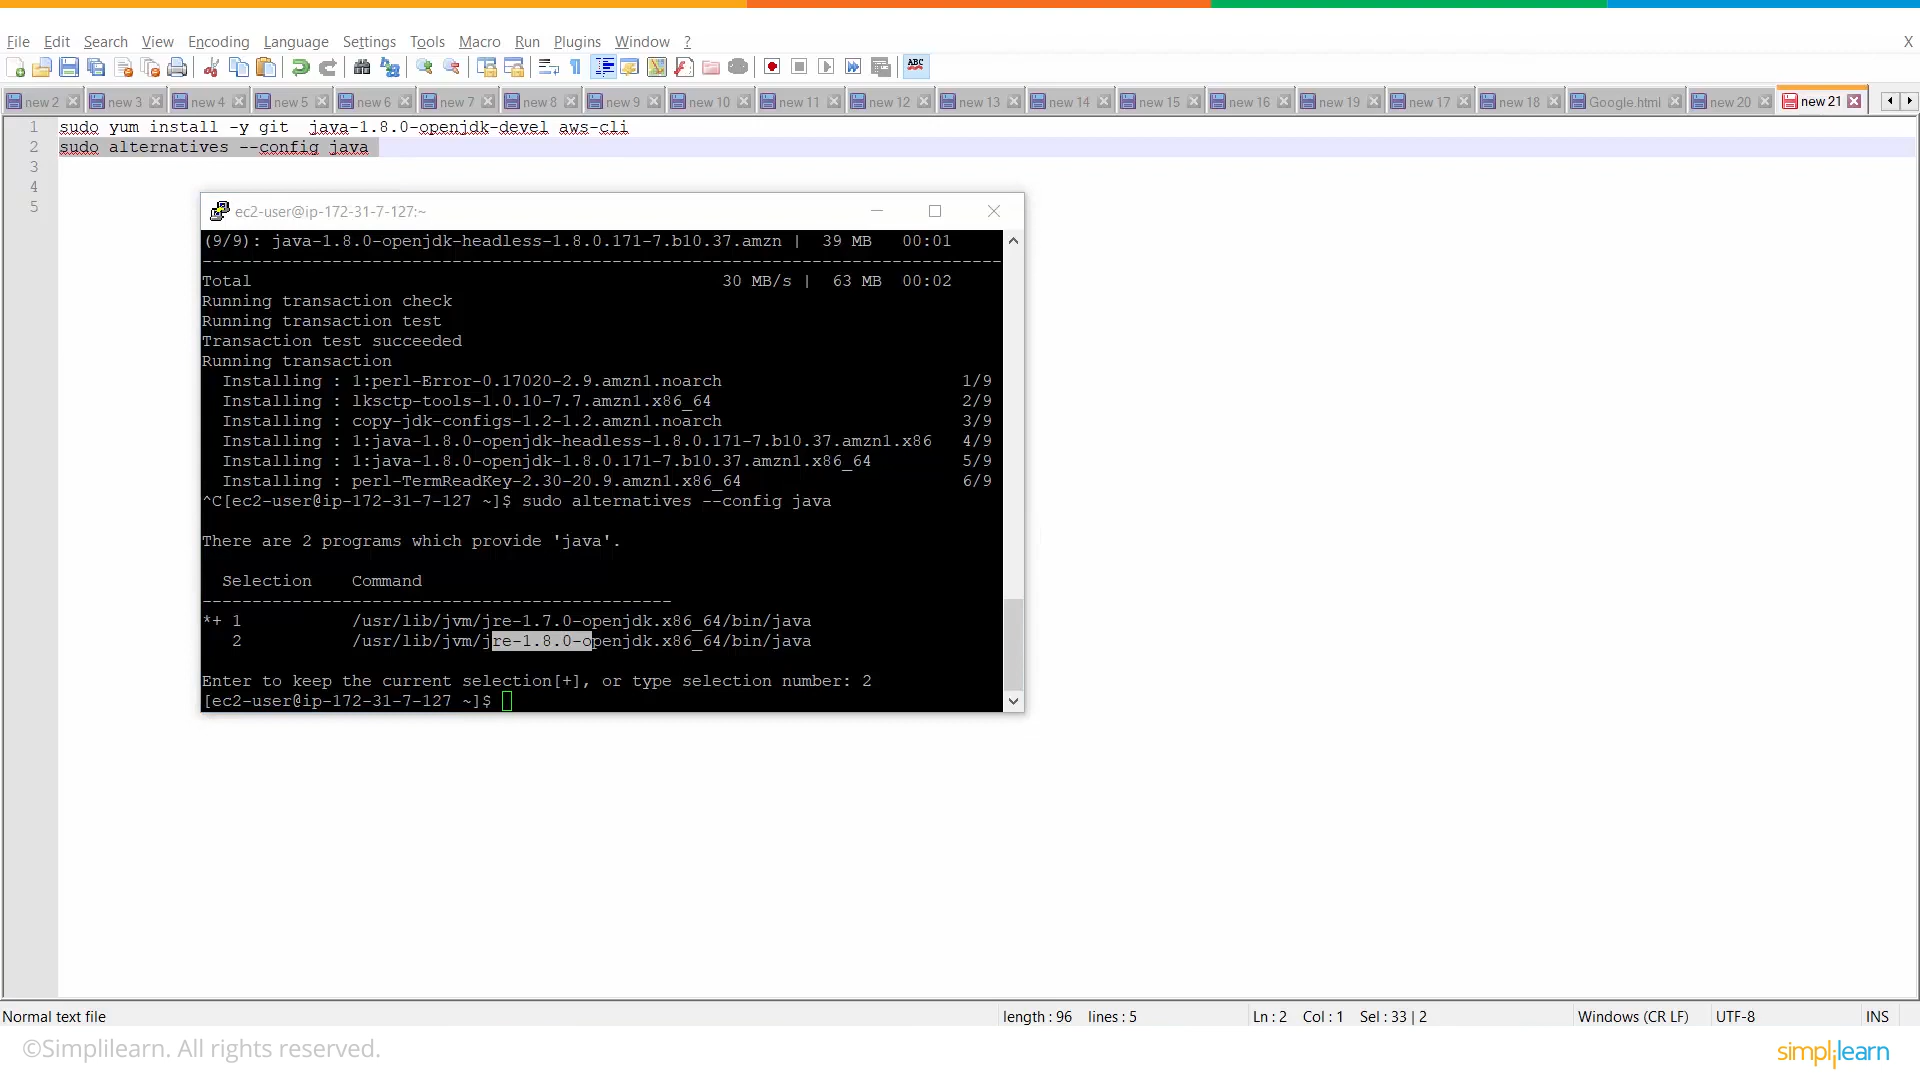 File Edit Search View Encoding Language Settings Tools Macro Run Plugins Window ? X
ABC
new 2 new 3 new 4 new 5 new 6 new 7 new 8 new 9 new 10 new 11 new 12 new 13 new 14 new 15 new 16 new 19 new 17 new 18 Google.html new 20 new 21
1 sudo yum install -y git  java-1.8.0-openjdk-devel aws-cli
2 sudo alternatives --config java
3
4
5
ec2-user@ip-172-31-7-127:~
(9/9): java-1.8.0-openjdk-headless-1.8.0.171-7.b10.37.amzn |  39 MB   00:01
--------------------------------------------------------------------------------
Total                                               30 MB/s |  63 MB  00:02
Running transaction check
Running transaction test
Transaction test succeeded
Running transaction
  Installing : 1:perl-Error-0.17020-2.9.amzn1.noarch                        1/9
  Installing : lksctp-tools-1.0.10-7.7.amzn1.x86_64                         2/9
  Installing : copy-jdk-configs-1.2-1.2.amzn1.noarch                        3/9
  Installing : 1:java-1.8.0-openjdk-headless-1.8.0.171-7.b10.37.amzn1.x86   4/9
  Installing : 1:java-1.8.0-openjdk-1.8.0.171-7.b10.37.amzn1.x86_64         5/9
  Installing : perl-TermReadKey-2.30-20.9.amzn1.x86_64                      6/9
^C[ec2-user@ip-172-31-7-127 ~]$ sudo alternatives --config java
There are 2 programs which provide 'java'.
  Selection    Command
-----------------------------------------------
*+ 1           /usr/lib/jvm/jre-1.7.0-openjdk.x86_64/bin/java
   2           /usr/lib/jvm/jre-1.8.0-openjdk.x86_64/bin/java
Enter to keep the current selection[+], or type selection number: 2
[ec2-user@ip-172-31-7-127 ~]$
Normal text file length : 96 lines : 5 Ln : 2 Col : 1 Sel : 33 | 2 Windows (CR LF) UTF-8 INS
©Simplilearn. All rights reserved.
simplilearn